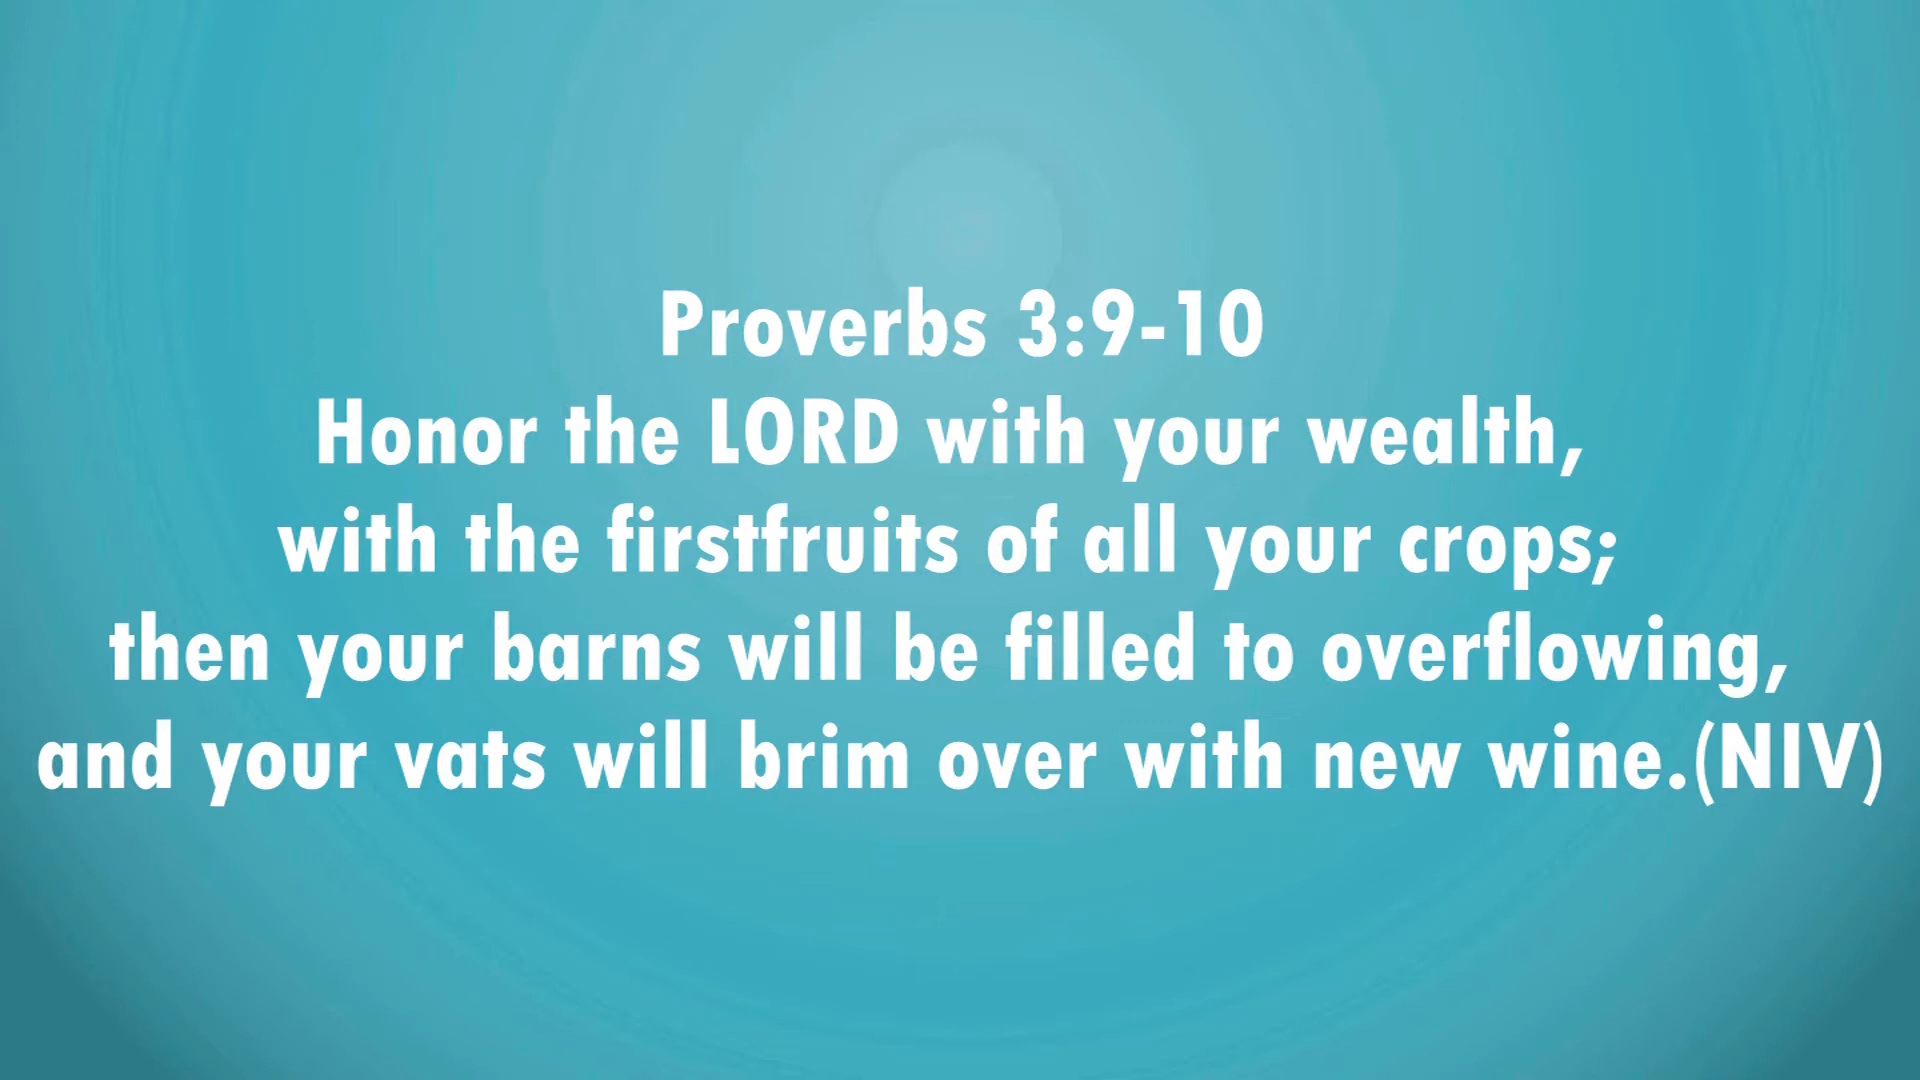 Proverbs 3:9-10
Honor the LORD with your wealth,
with the firstfruits of all your crops;
then your barns will be filled to overflowing,
and your vats will brim over with new wine.(NIV)